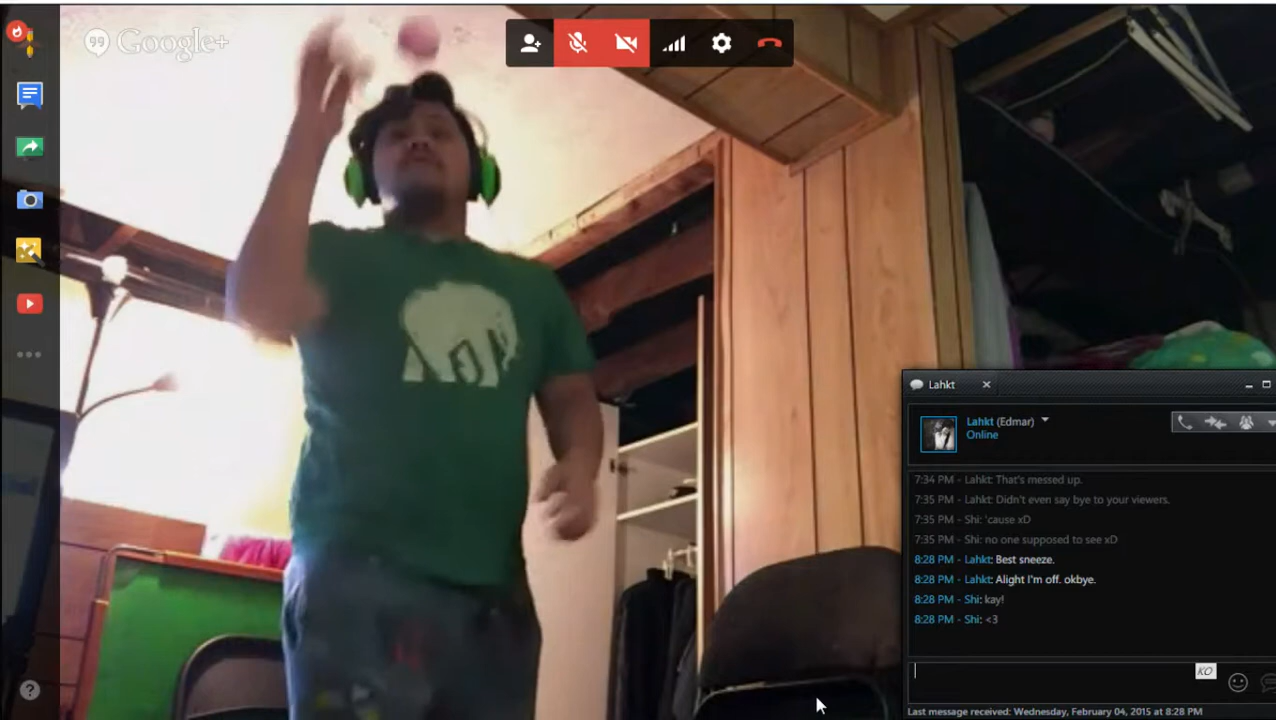 Google+
Lahkt
Lahkt (Edmar)
Online
7:34 PM - Lahkt: That's messed up.
7:35 PM - Lahkt: Didn't even say bye to your viewers.
7:35 PM - Shi: 'cause xD
7:35 PM - Shi: no one supposed to see xD
8:28 PM - Lahkt: Best sneeze.
8:28 PM - Lahkt: Alight I'm off. okbye.
8:28 PM - Shi: kay!
8:28 PM - Shi: <3
KO
Last message received: Wednesday, February 04, 2015 at 8:28 PM